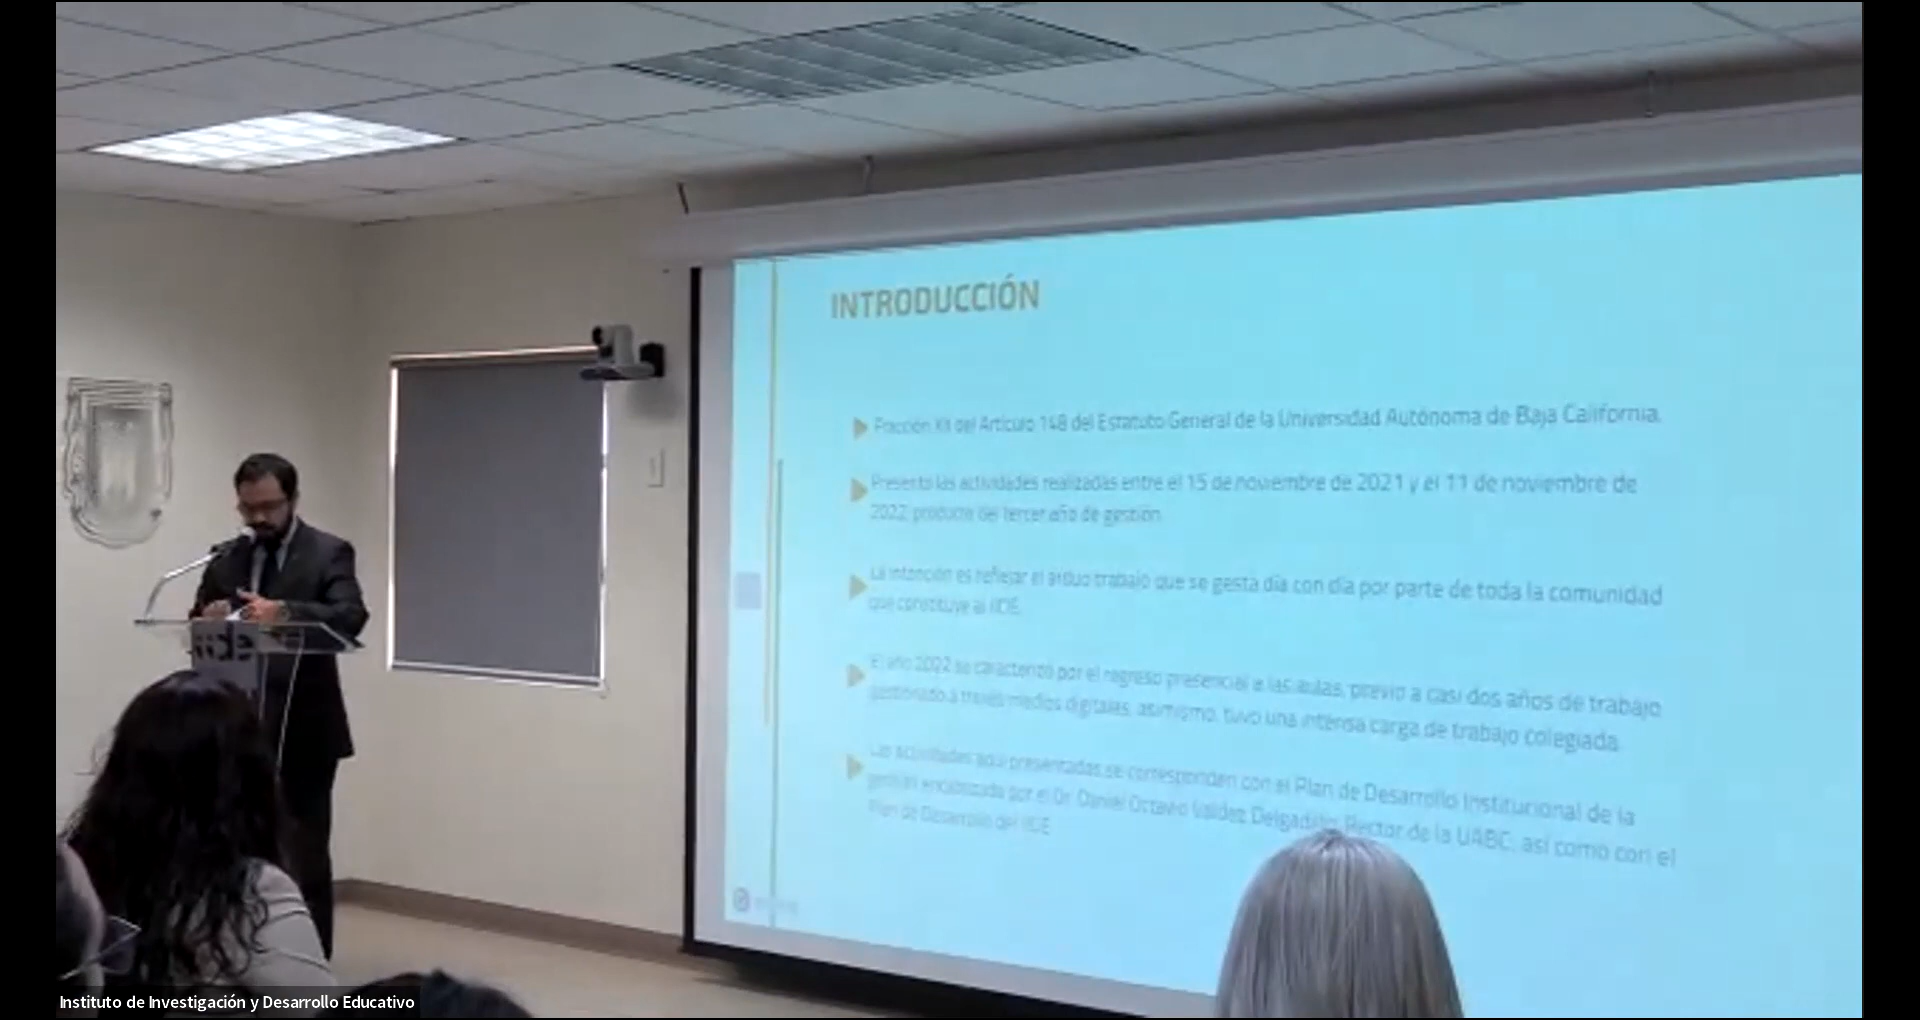 INTRODUCCIÓN
Fracción XII del Artículo 148 del Estatuto General de la Universidad Autónoma de Baja California.
Presento las actividades realizadas entre el 15 de noviembre de 2021 y el 11 de noviembre de
2022, producto del tercer año de gestión.
La intención es reflejar el arduo trabajo que se gesta día con día por parte de toda la comunidad
que constituye al IIDE.
El año 2022 se caracterizó por el regreso presencial a las aulas, previo a casi dos años de trabajo
gestionado a través medios digitales, asimismo, tuvo una intensa carga de trabajo colegiada.
Las actividades aquí presentadas se corresponden con el Plan de Desarrollo Institucional de la
gestión encabezada por el Dr. Daniel Octavio Valdez Delgadillo Rector de la UABC, así como con el
Plan de Desarrollo del IIDE
iide
Instituto de Investigación y Desarrollo Educativo